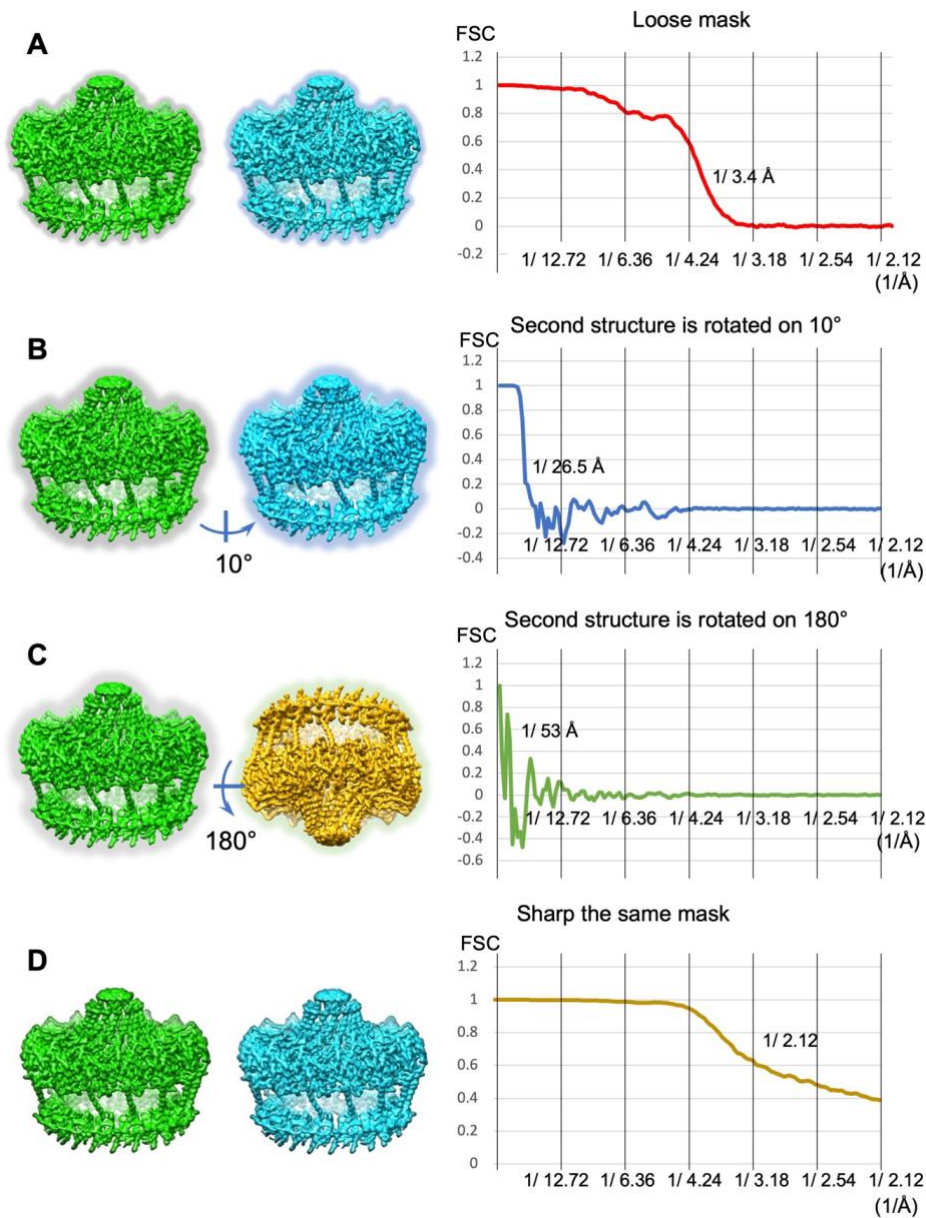 A
Loose mask
FSC
1.2
1
0.8
0.6
0.4
0.2
0
-0.2
1/ 3.4 Å
1/ 12.72 1/ 6.36 1/ 4.24 1/ 3.18 1/ 2.54 1/ 2.12
(1/Å)
B
10°
Second structure is rotated on 10°
FSC
1.2
1
0.8
0.6
0.4
0.2
0
-0.2
-0.4
1/ 26.5 Å
1/ 12.72 1/ 6.36 1/ 4.24 1/ 3.18 1/ 2.54 1/ 2.12
(1/Å)
C
180°
Second structure is rotated on 180°
FSC
1.2
1
0.8
0.6
0.4
0.2
0
-0.2
-0.4
-0.6
1/ 53 Å
1/ 12.72 1/ 6.36 1/ 4.24 1/ 3.18 1/ 2.54 1/ 2.12
(1/Å)
D
Sharp the same mask
FSC
1.2
1
0.8
0.6
0.4
0.2
0
1/ 2.12
1/ 12.72 1/ 6.36 1/ 4.24 1/ 3.18 1/ 2.54 1/ 2.12
(1/Å)